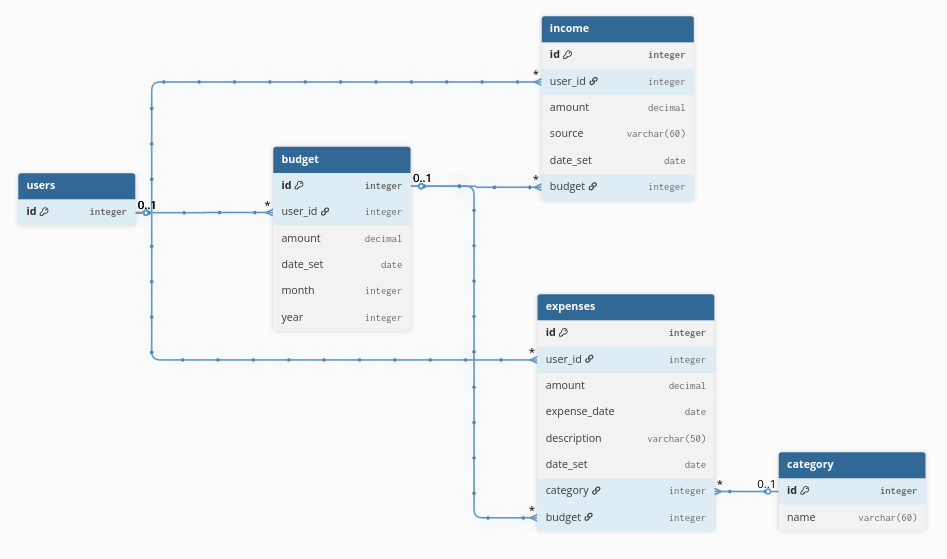 income
id integer
user_id integer
amount decimal
source varchar(60)
date_set date
budget integer
*
*
users
id integer
0..1
budget
id integer
user_id integer
amount decimal
date_set date
month integer
year integer
*
0..1
expenses
id integer
user_id integer
amount decimal
expense_date date
description varchar(50)
date_set date
category integer
budget integer
*
*
*
0..1
category
id integer
name varchar(60)